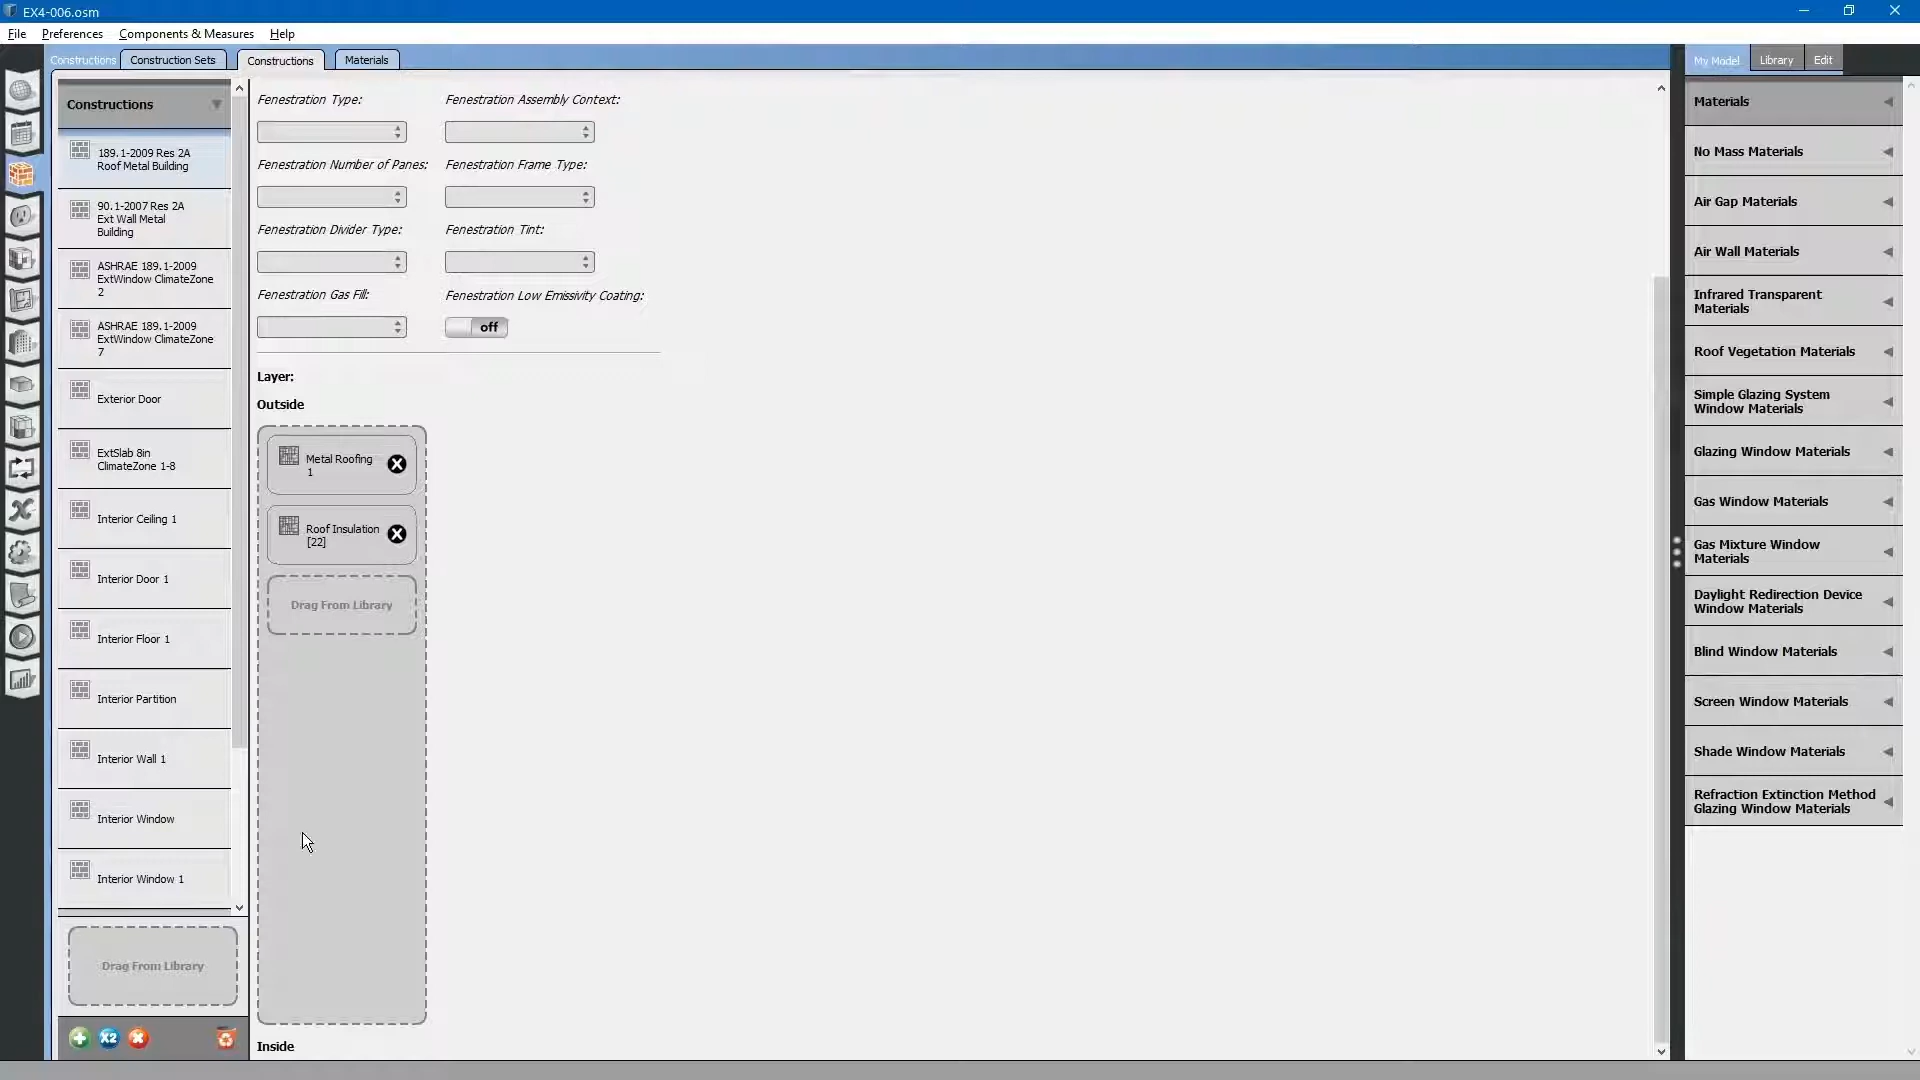 EX4-006.osm
File Preferences Components & Measures Help
Constructions Construction Sets Constructions Materials
My Model Library Edit
Constructions
189.1-2009 Res 2A
Roof Metal Building
90.1-2007 Res 2A
Ext Wall Metal
Building
ASHRAE 189.1-2009
ExtWindow ClimateZone
2
ASHRAE 189.1-2009
ExtWindow ClimateZone
7
Exterior Door
ExtSlab 8in
ClimateZone 1-8
Interior Ceiling 1
Interior Door 1
Interior Floor 1
Interior Partition
Interior Wall 1
Interior Window
Interior Window 1
Drag From Library
X2
Fenestration Type: Fenestration Assembly Context:
Fenestration Number of Panes: Fenestration Frame Type:
Fenestration Divider Type: Fenestration Tint:
Fenestration Gas Fill: Fenestration Low Emissivity Coating:
off
Layer:
Outside
Metal Roofing
1
Roof Insulation
[22]
Drag From Library
Inside
Materials
No Mass Materials
Air Gap Materials
Air Wall Materials
Infrared Transparent
Materials
Roof Vegetation Materials
Simple Glazing System
Window Materials
Glazing Window Materials
Gas Window Materials
Gas Mixture Window
Materials
Daylight Redirection Device
Window Materials
Blind Window Materials
Screen Window Materials
Shade Window Materials
Refraction Extinction Method
Glazing Window Materials